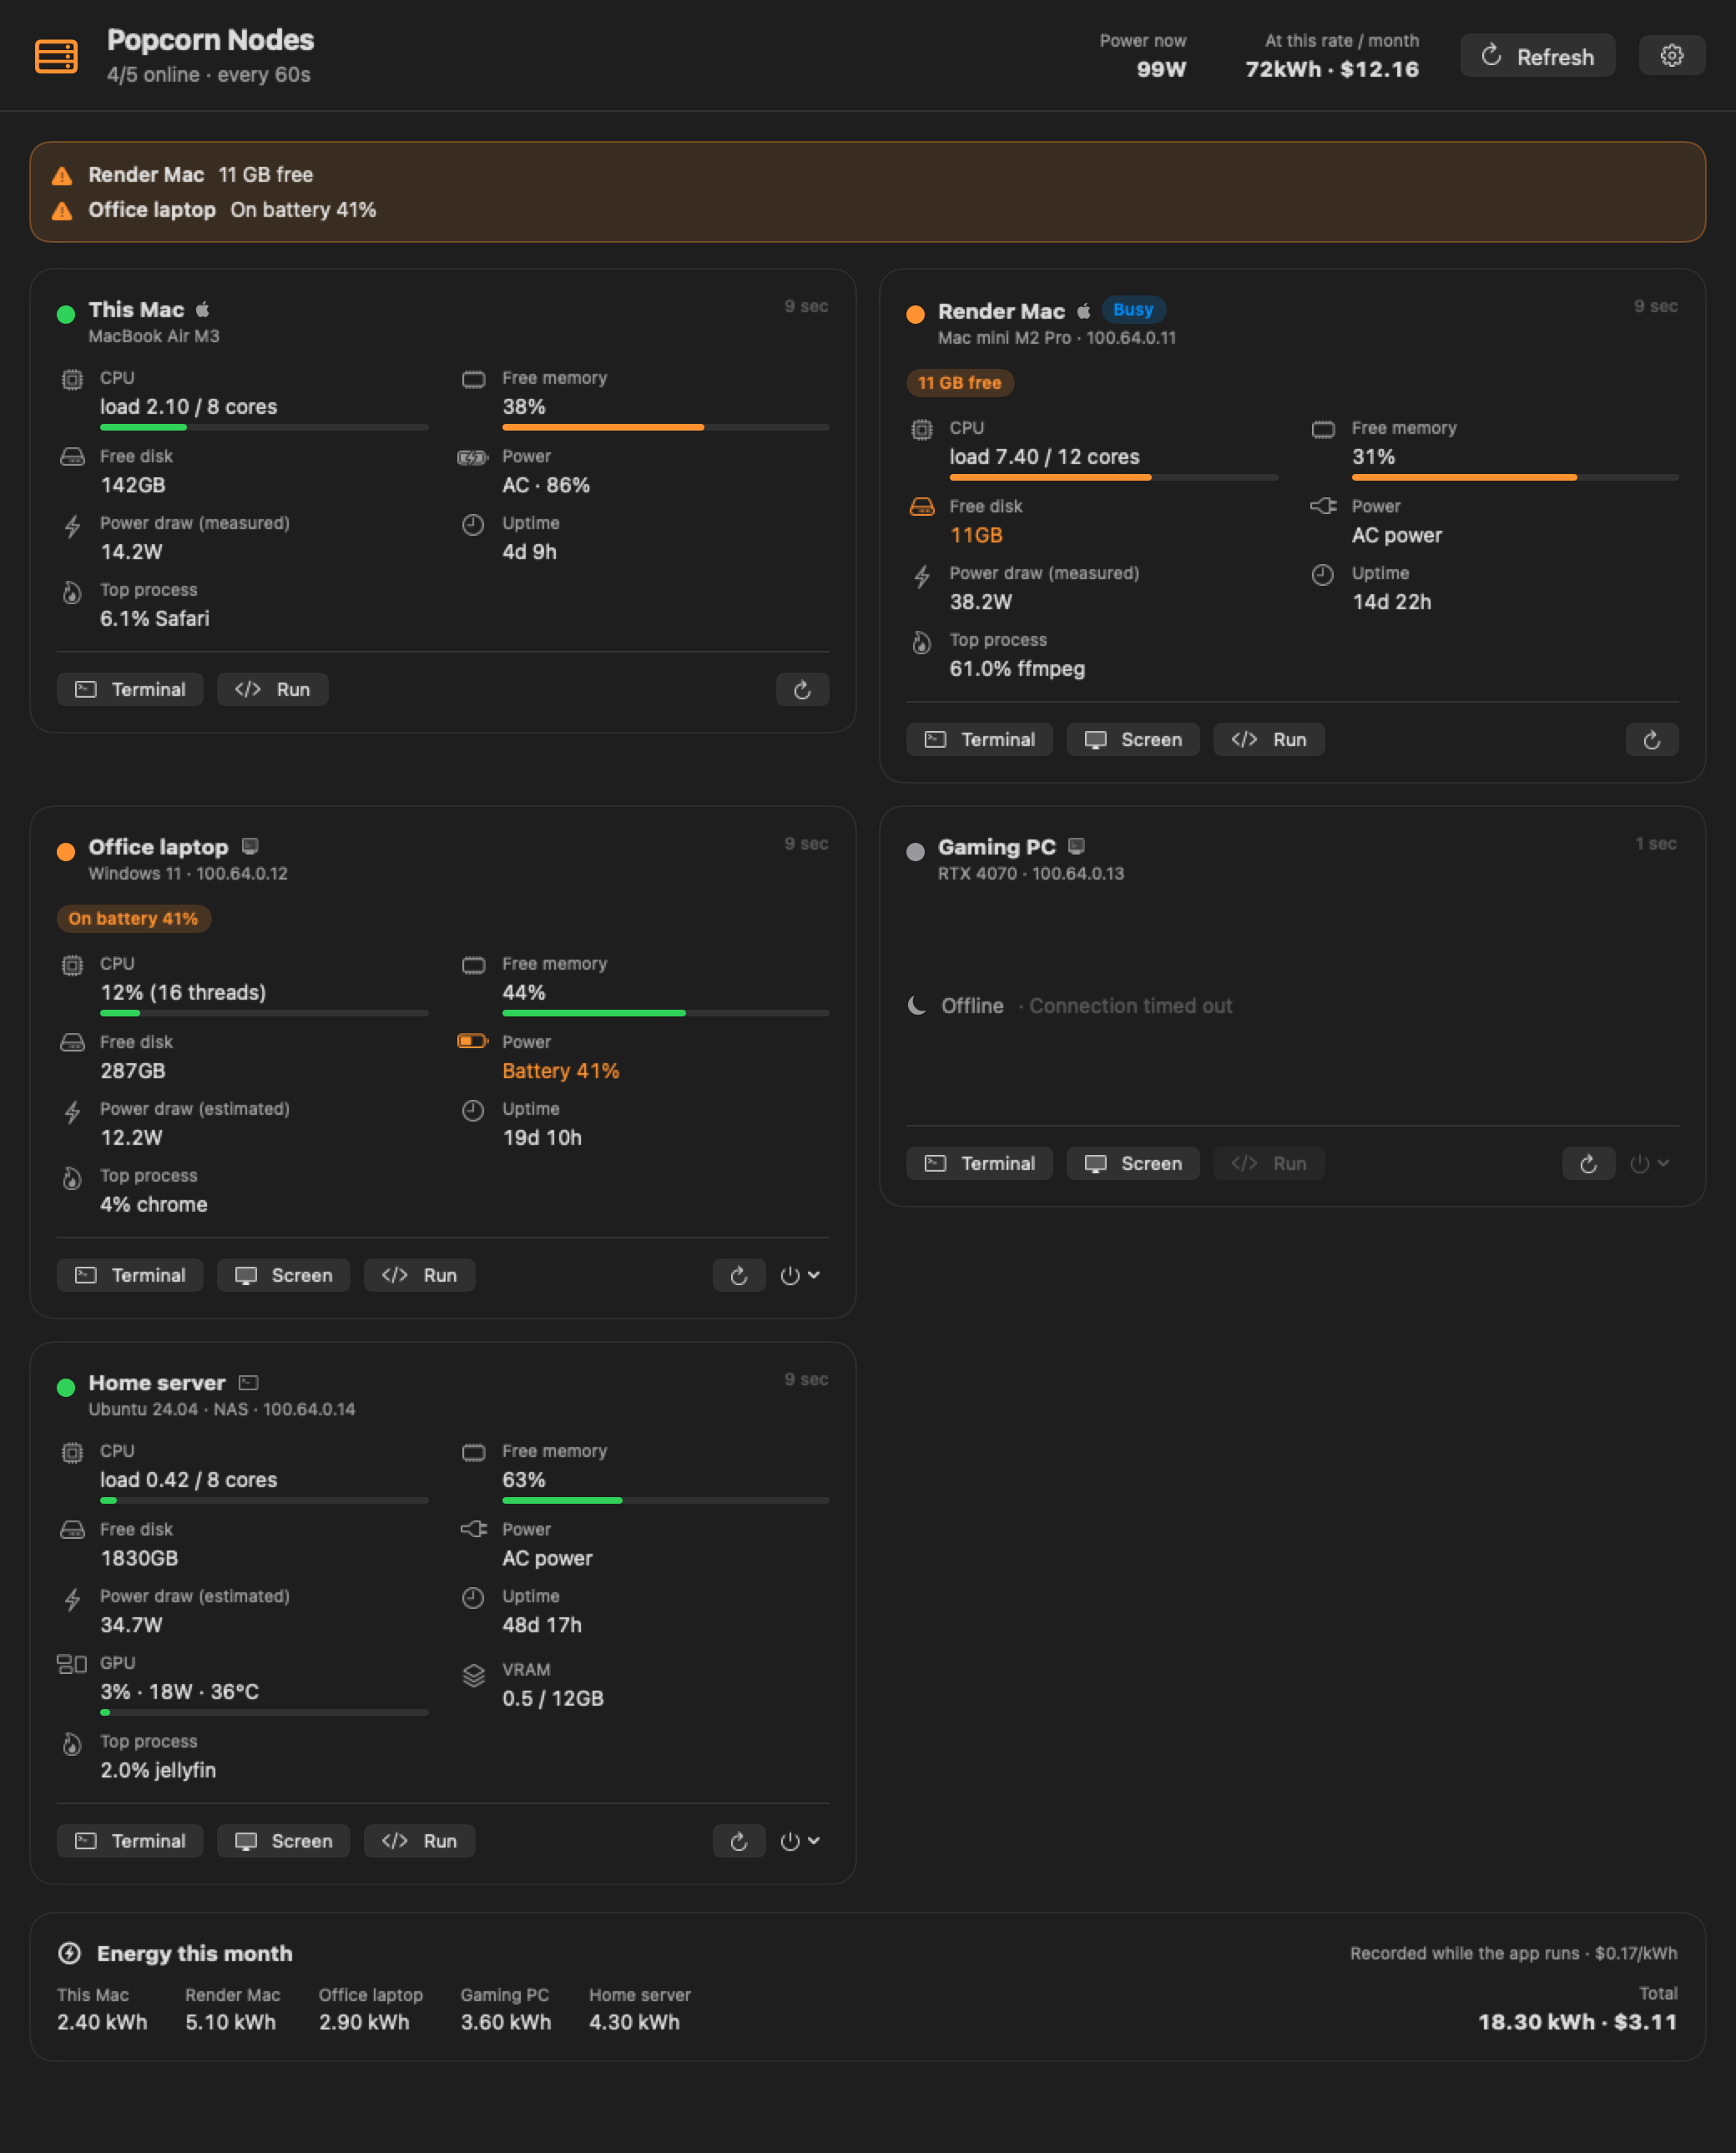 Popcorn Nodes
4/5 online · every 60s
Power now
99W
At this rate / month
72kWh · $12.16
Refresh
Render Mac 11 GB free
Office laptop On battery 41%
This Mac
9 sec
MacBook Air M3
CPU
load 2.10 / 8 cores
Free memory
38%
Free disk
142GB
Power
AC · 86%
Power draw (measured)
14.2W
Uptime
4d 9h
Top process
6.1% Safari
Terminal
Run
Render Mac
Busy
9 sec
Mac mini M2 Pro · 100.64.0.11
11 GB free
CPU
load 7.40 / 12 cores
Free memory
31%
Free disk
11GB
Power
AC power
Power draw (measured)
38.2W
Uptime
14d 22h
Top process
61.0% ffmpeg
Terminal
Screen
Run
Office laptop
9 sec
Windows 11 · 100.64.0.12
On battery 41%
CPU
12% (16 threads)
Free memory
44%
Free disk
287GB
Power
Battery 41%
Power draw (estimated)
12.2W
Uptime
19d 10h
Top process
4% chrome
Terminal
Screen
Run
Gaming PC
1 sec
RTX 4070 · 100.64.0.13
Offline · Connection timed out
Terminal
Screen
Run
Home server
9 sec
Ubuntu 24.04 · NAS · 100.64.0.14
CPU
load 0.42 / 8 cores
Free memory
63%
Free disk
1830GB
Power
AC power
Power draw (estimated)
34.7W
Uptime
48d 17h
GPU
3% · 18W · 36°C
VRAM
0.5 / 12GB
Top process
2.0% jellyfin
Terminal
Screen
Run
Energy this month
Recorded while the app runs · $0.17/kWh
This Mac
2.40 kWh
Render Mac
5.10 kWh
Office laptop
2.90 kWh
Gaming PC
3.60 kWh
Home server
4.30 kWh
Total
18.30 kWh · $3.11